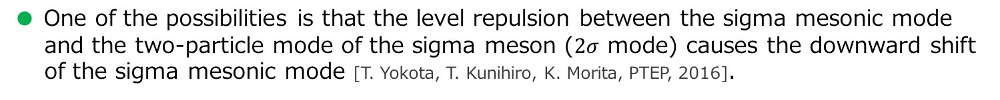 ● One of the possibilities is that the level repulsion between the sigma mesonic mode
and the two-particle mode of the sigma meson (2σ mode) causes the downward shift
of the sigma mesonic mode [T. Yokota, T. Kunihiro, K. Morita, PTEP, 2016].